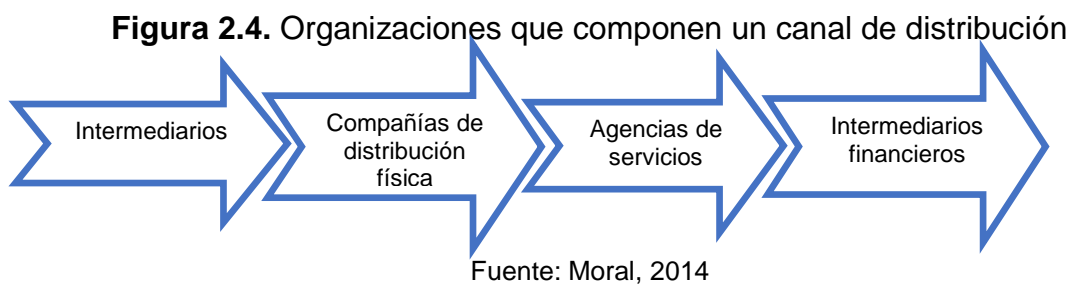 Figura 2.4. Organizaciones que componen un canal de distribución
Intermediarios
Compañías de
distribución
física
Agencias de
servicios
Intermediarios
financieros
Fuente: Moral, 2014